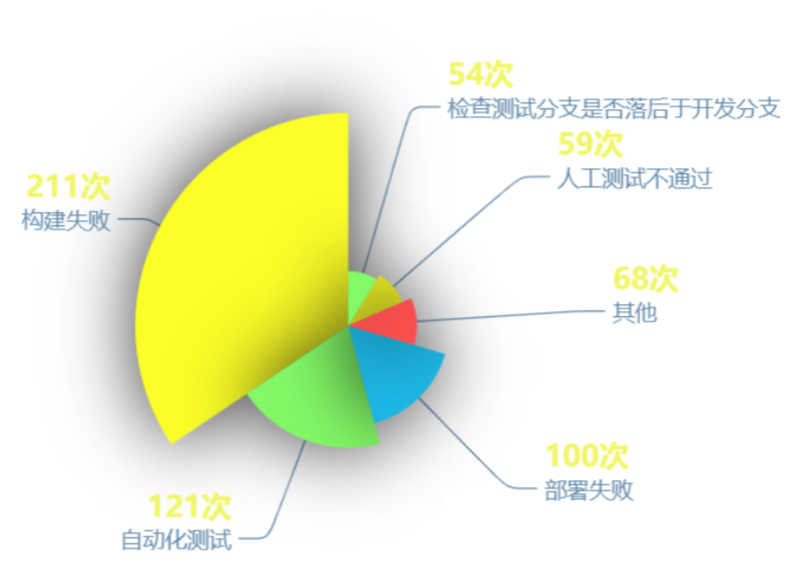 54次
检查测试分支是否落后于开发分支
59次
人工测试不通过
211次
构建失败
68次
其他
100次
部署失败
121次
自动化测试